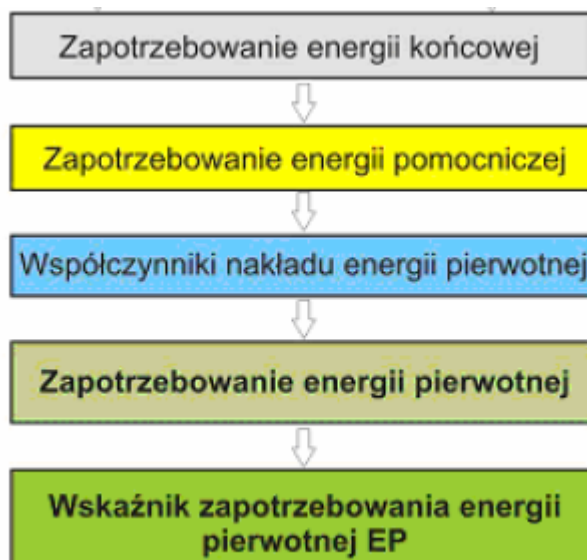 Zapotrzebowanie energii końcowej
Zapotrzebowanie energii pomocniczej
Współczynniki nakładu energii pierwotnej
Zapotrzebowanie energii pierwotnej
Wskaźnik zapotrzebowania energii
pierwotnej EP